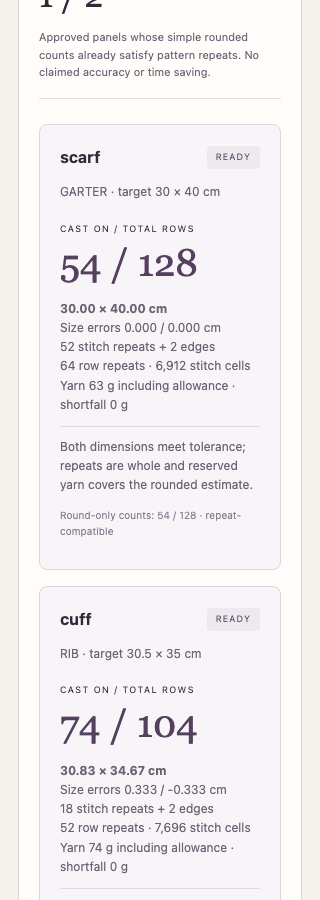 1 / 2
Approved panels whose simple rounded
counts already satisfy pattern repeats. No
claimed accuracy or time saving.
scarf
READY
GARTER · target 30 × 40 cm
CAST ON / TOTAL ROWS
54 / 128
30.00 × 40.00 cm
Size errors 0.000 / 0.000 cm
52 stitch repeats + 2 edges
64 row repeats · 6,912 stitch cells
Yarn 63 g including allowance ·
shortfall 0 g
Both dimensions meet tolerance;
repeats are whole and reserved
yarn covers the rounded estimate.
Round-only counts: 54 / 128 · repeat-
compatible
cuff
READY
RIB · target 30.5 × 35 cm
CAST ON / TOTAL ROWS
74 / 104
30.83 × 34.67 cm
Size errors 0.333 / -0.333 cm
18 stitch repeats + 2 edges
52 row repeats · 7,696 stitch cells
Yarn 74 g including allowance ·
shortfall 0 g